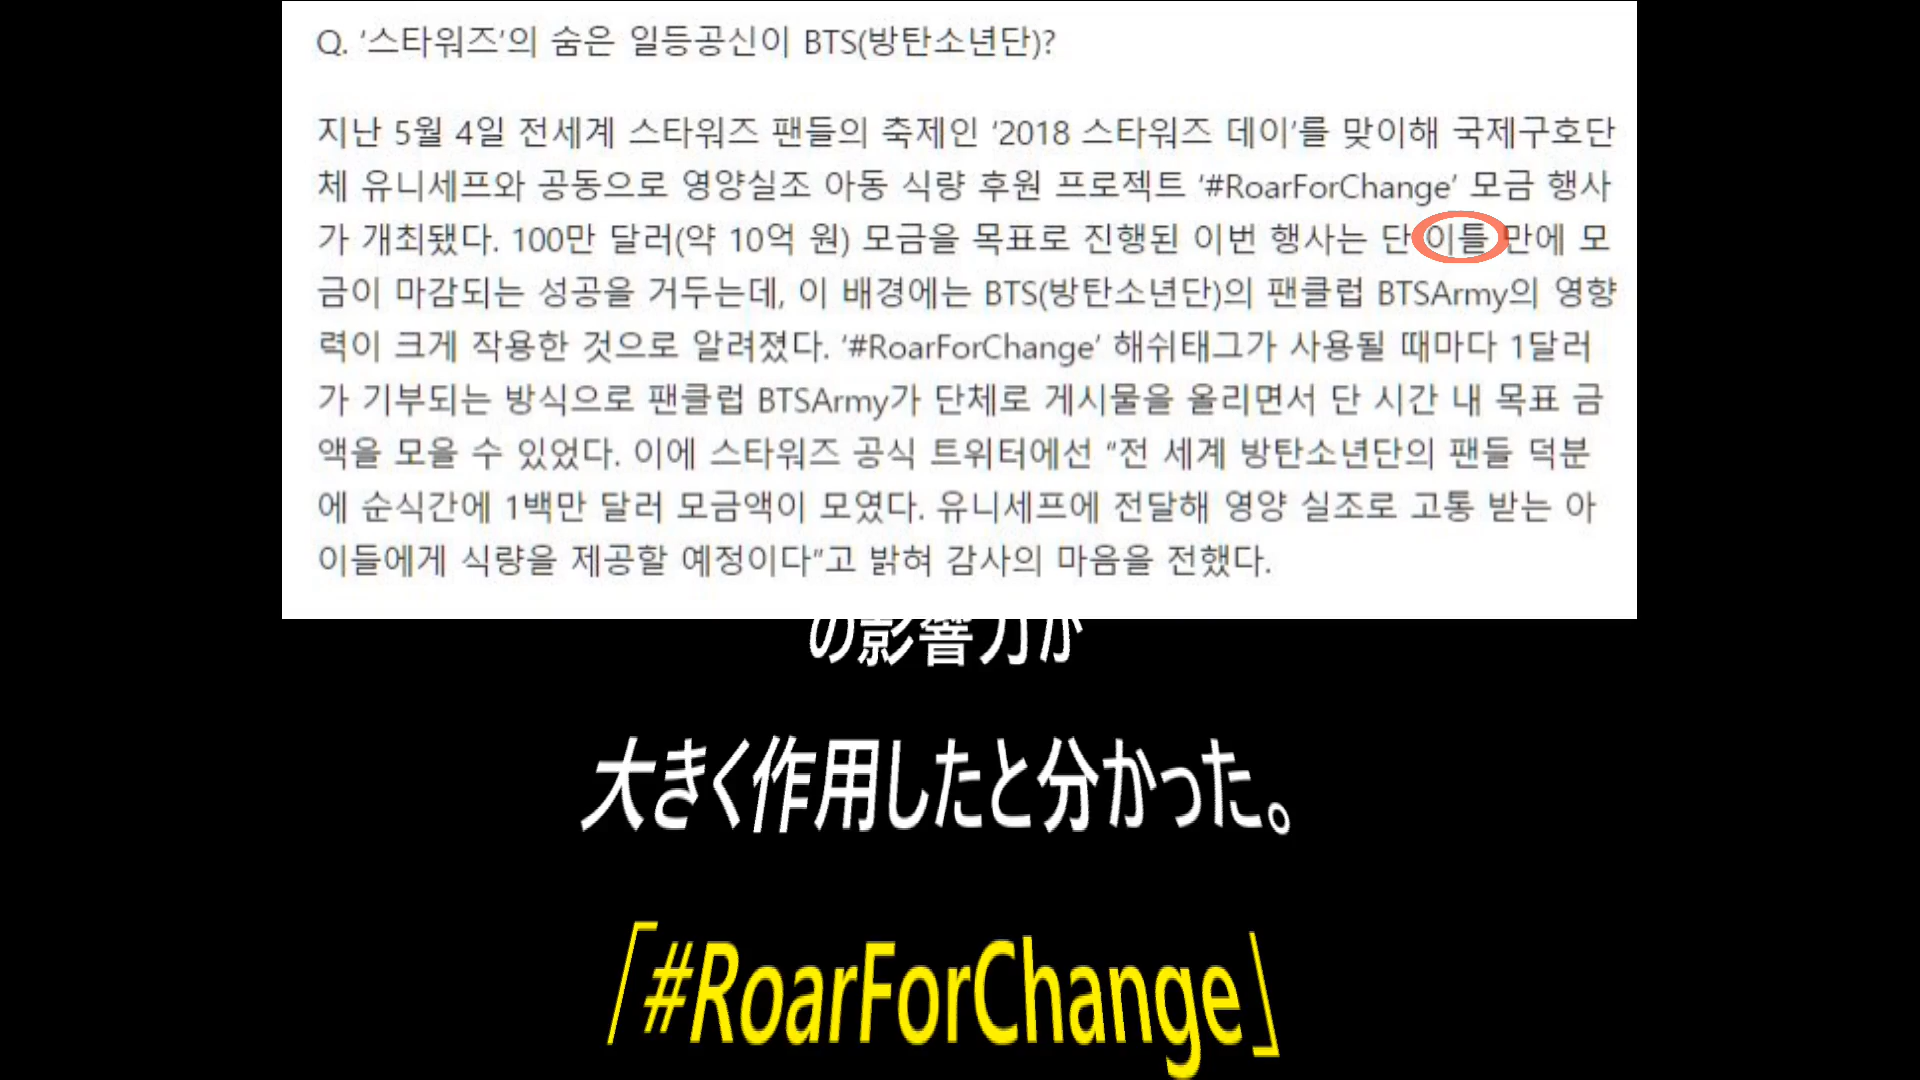 Q. ‘스타워즈’의 숨은 일등공신이 BTS(방탄소년단)?
지난 5월 4일 전세계 스타워즈 팬들의 축제인 ‘2018 스타워즈 데이’를 맞이해 국제구호단
체 유니세프와 공동으로 영양실조 아동 식량 후원 프로젝트 ‘#RoarForChange’ 모금 행사
가 개최됐다. 100만 달러(약 10억 원) 모금을 목표로 진행된 이번 행사는 단 이틀 만에 모
금이 마감되는 성공을 거두는데, 이 배경에는 BTS(방탄소년단)의 팬클럽 BTSArmy의 영향
력이 크게 작용한 것으로 알려졌다. ‘#RoarForChange’ 해쉬태그가 사용될 때마다 1달러
가 기부되는 방식으로 팬클럽 BTSArmy가 단체로 게시물을 올리면서 단 시간 내 목표 금
액을 모을 수 있었다. 이에 스타워즈 공식 트위터에선 “전 세계 방탄소년단의 팬들 덕분
에 순식간에 1백만 달러 모금액이 모였다. 유니세프에 전달해 영양 실조로 고통 받는 아
이들에게 식량을 제공할 예정이다”고 밝혀 감사의 마음을 전했다.
の影響力が
大きく作用したと分かった。
「#RoarForChange」